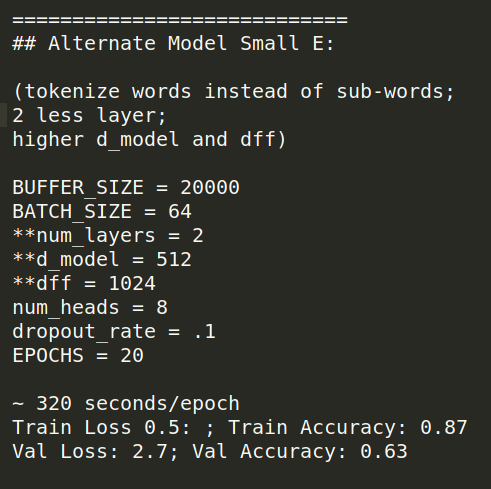 ============================
## Alternate Model Small E:
(tokenize words instead of sub-words;
2 less layer;
higher d_model and dff)
BUFFER_SIZE = 20000
BATCH_SIZE = 64
**num_layers = 2
**d_model = 512
**dff = 1024
num_heads = 8
dropout_rate = .1
EPOCHS = 20
~ 320 seconds/epoch
Train Loss 0.5: ; Train Accuracy: 0.87
Val Loss: 2.7; Val Accuracy: 0.63